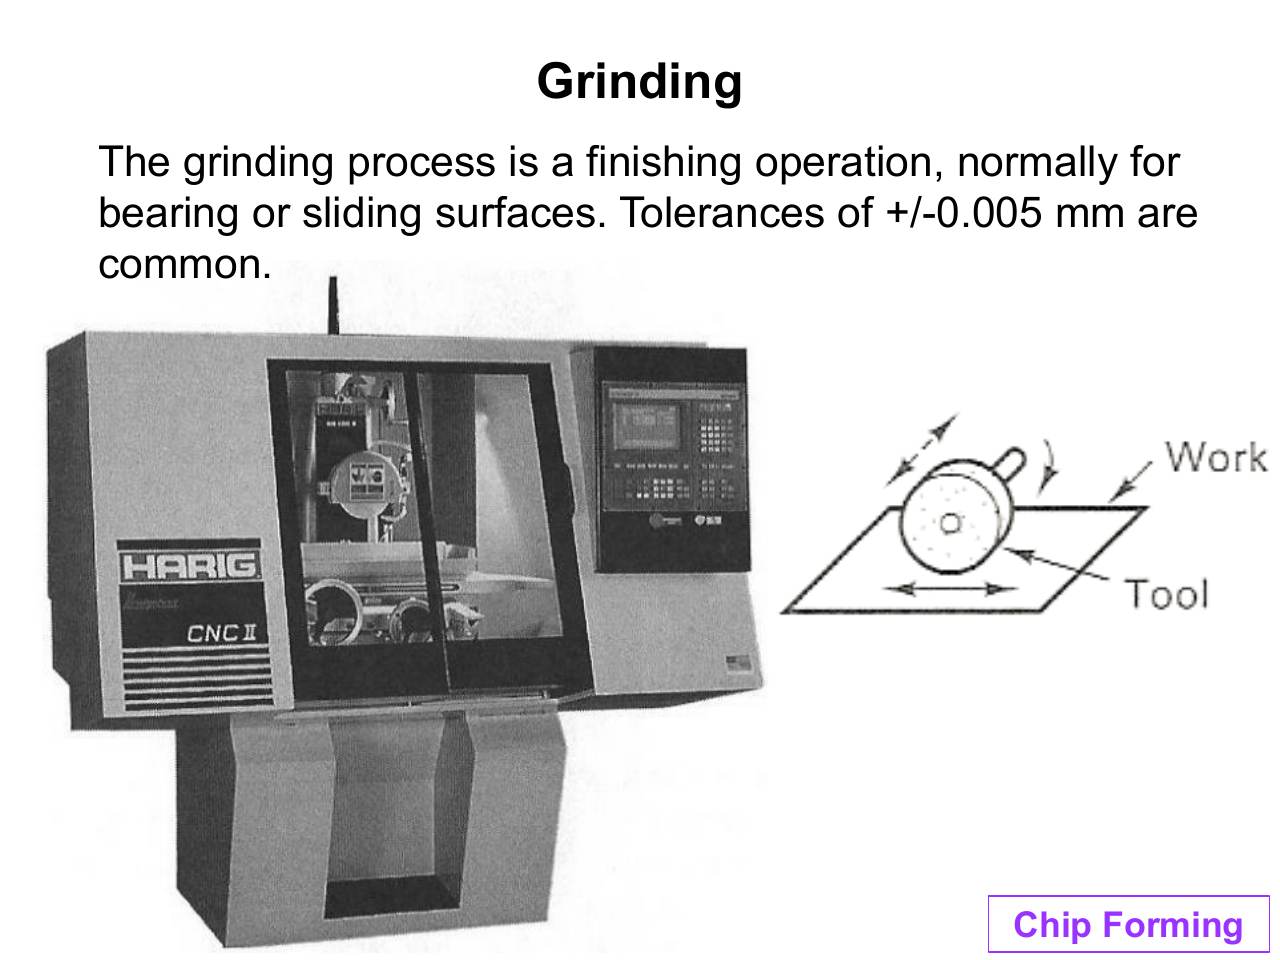 Grinding
The grinding process is a finishing operation, normally for
bearing or sliding surfaces. Tolerances of +/-0.005 mm are
common.
HARIG
CNC II
Work
Tool
Chip Forming